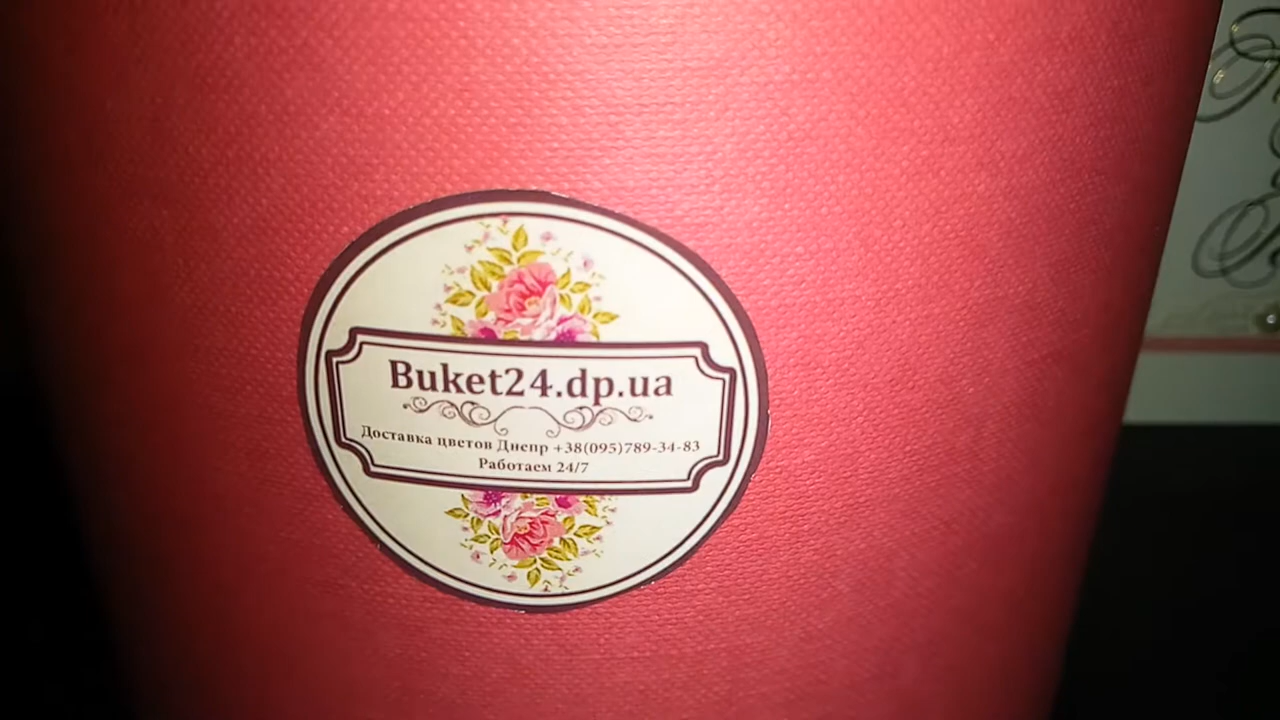 Buket24.dp.ua
Доставка цветов Днепр +38(095)789-34-83
Работаем 24/7